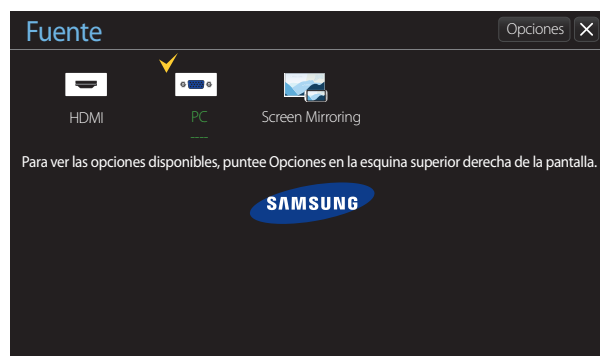 Fuente
Opciones
HDMI
PC
Screen Mirroring
----
Para ver las opciones disponibles, puntee Opciones en la esquina superior derecha de la pantalla.
SAMSUNG